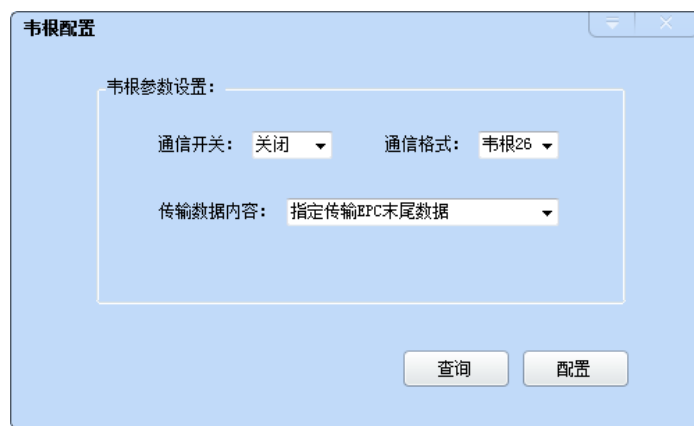 韦根配置
韦根参数设置：
通信开关： 关闭 通信格式： 韦根26
传输数据内容： 指定传输EPC末尾数据
查询 配置